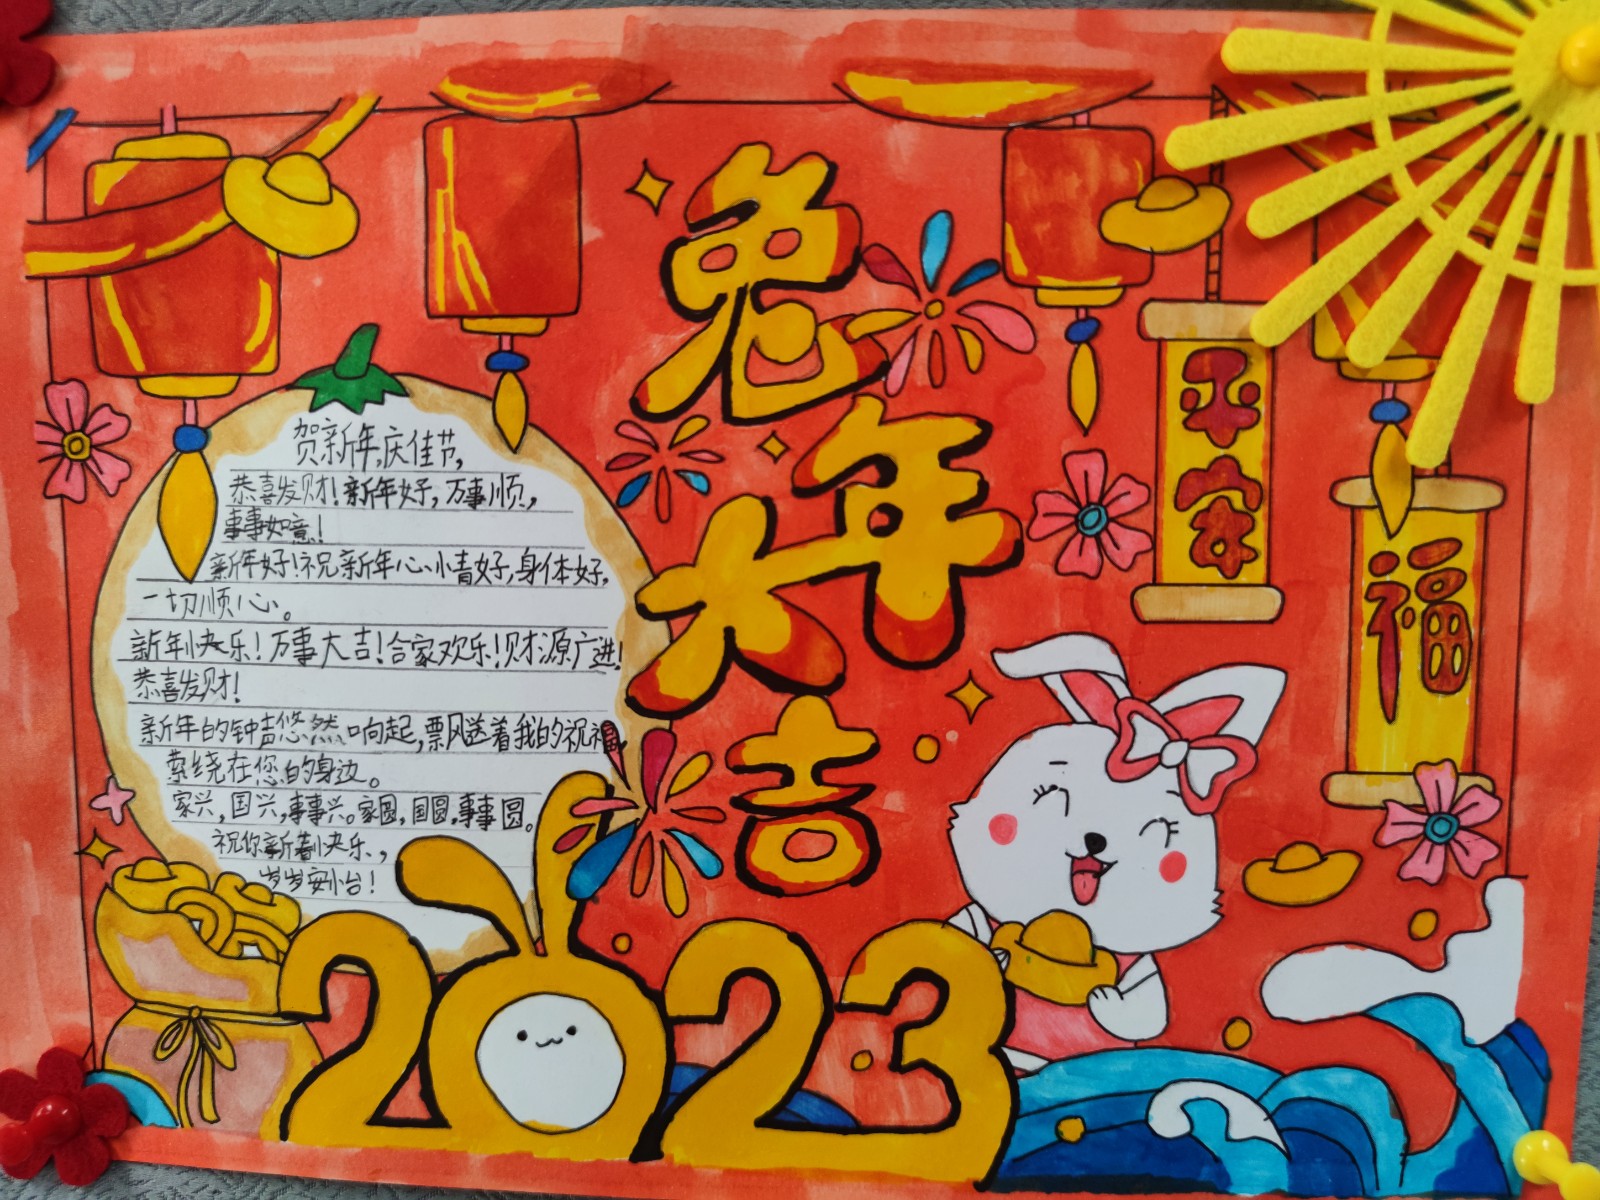 兔年大吉
贺新年,庆佳节,
恭喜发财!新年好,万事顺,
事事如意!
新年好!祝新年心情好,身体好,
一切顺心。
新年快乐!万事大吉!合家欢乐!财源广进!
恭喜发财!
新年的钟声悠然响起,飘送着我的祝福,
萦绕在您的身边。
家兴,国兴,事事兴。家圆,国圆,事事圆。
祝你新春快乐,
岁岁安怡!
平安
福
2023